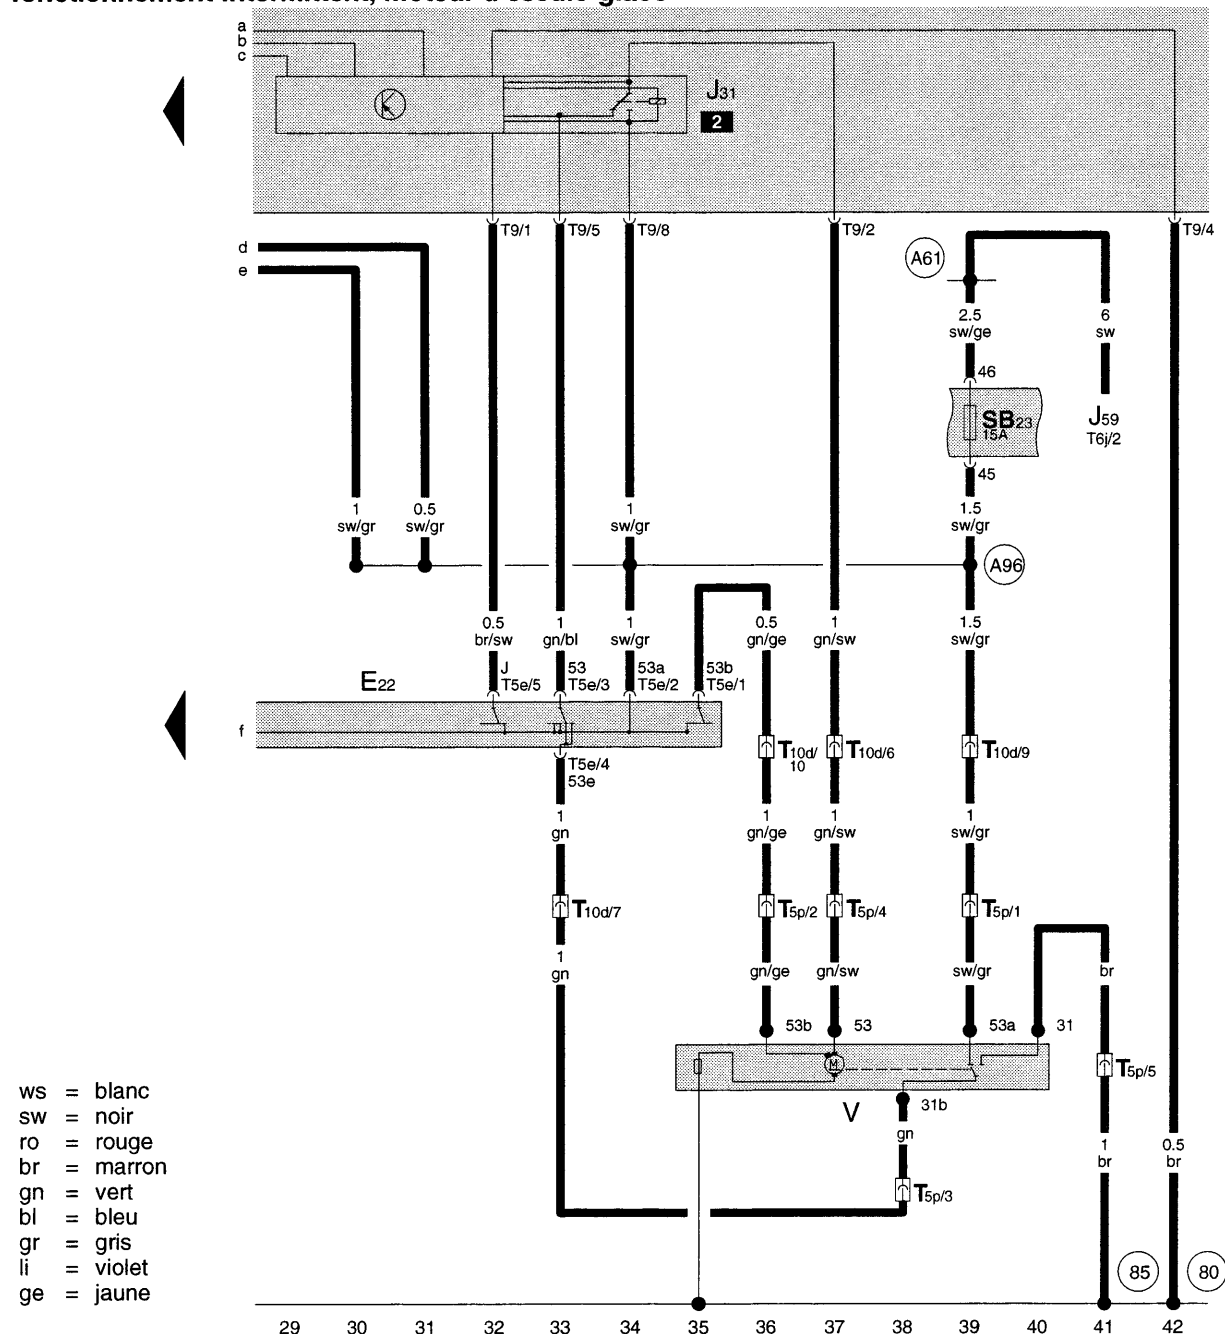 fonctionnement intermittent, moteur d'essuie-glace
a
b
c
J31
2
T9/1
T9/5
T9/8
T9/2
T9/4
d
e
A61
2.5
sw/ge
6
sw
46
SB23
15A
J59
T6j/2
45
1
sw/gr
0.5
sw/gr
1
sw/gr
1.5
sw/gr
A96
0.5
br/sw
1
gn/bl
1
sw/gr
0.5
gn/ge
1
gn/sw
1.5
sw/gr
E22
J
T5e/5
53
T5e/3
53a
T5e/2
53b
T5e/1
f
T5e/4
53e
T10d/
10
T10d/6
T10d/9
1
gn
1
gn/ge
1
gn/sw
1
sw/gr
T10d/7
T5p/2
T5p/4
T5p/1
1
gn
gn/ge
gn/sw
sw/gr
br
53b
53
53a
31
M
T5p/5
V
31b
gn
1
br
0.5
br
T5p/3
85
80
ws = blanc
sw = noir
ro = rouge
br = marron
gn = vert
bl = bleu
gr = gris
li = violet
ge = jaune
29 30 31 32 33 34 35 36 37 38 39 40 41 42